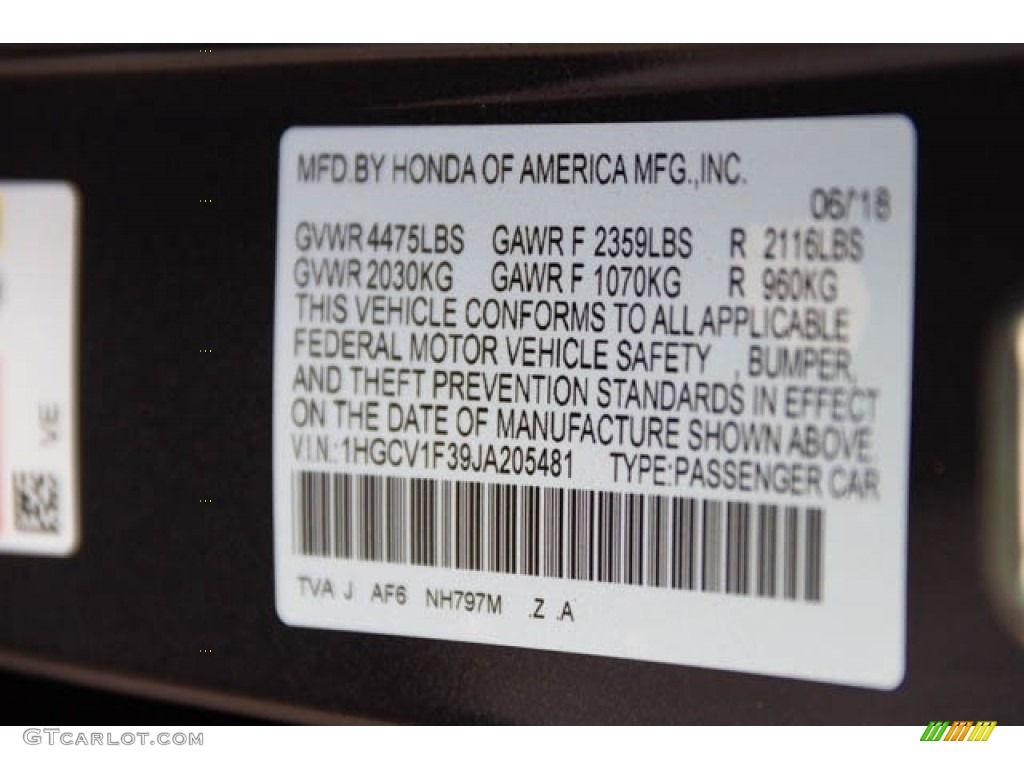 MFD.BY HONDA OF AMERICA MFG.,INC.
06/18
GVWR 4475LBS GAWR F 2359LBS R 2116LBS
GVWR 2030KG GAWR F 1070KG R 960KG
THIS VEHICLE CONFORMS TO ALL APPLICABLE
FEDERAL MOTOR VEHICLE SAFETY , BUMPER,
AND THEFT PREVENTION STANDARDS IN EFFECT
ON THE DATE OF MANUFACTURE SHOWN ABOVE.
V.I.N.:1HGCV1F39JA205481 TYPE:PASSENGER CAR
TVA J AF6 NH797M .Z .A
VE
GTCARLOT.COM